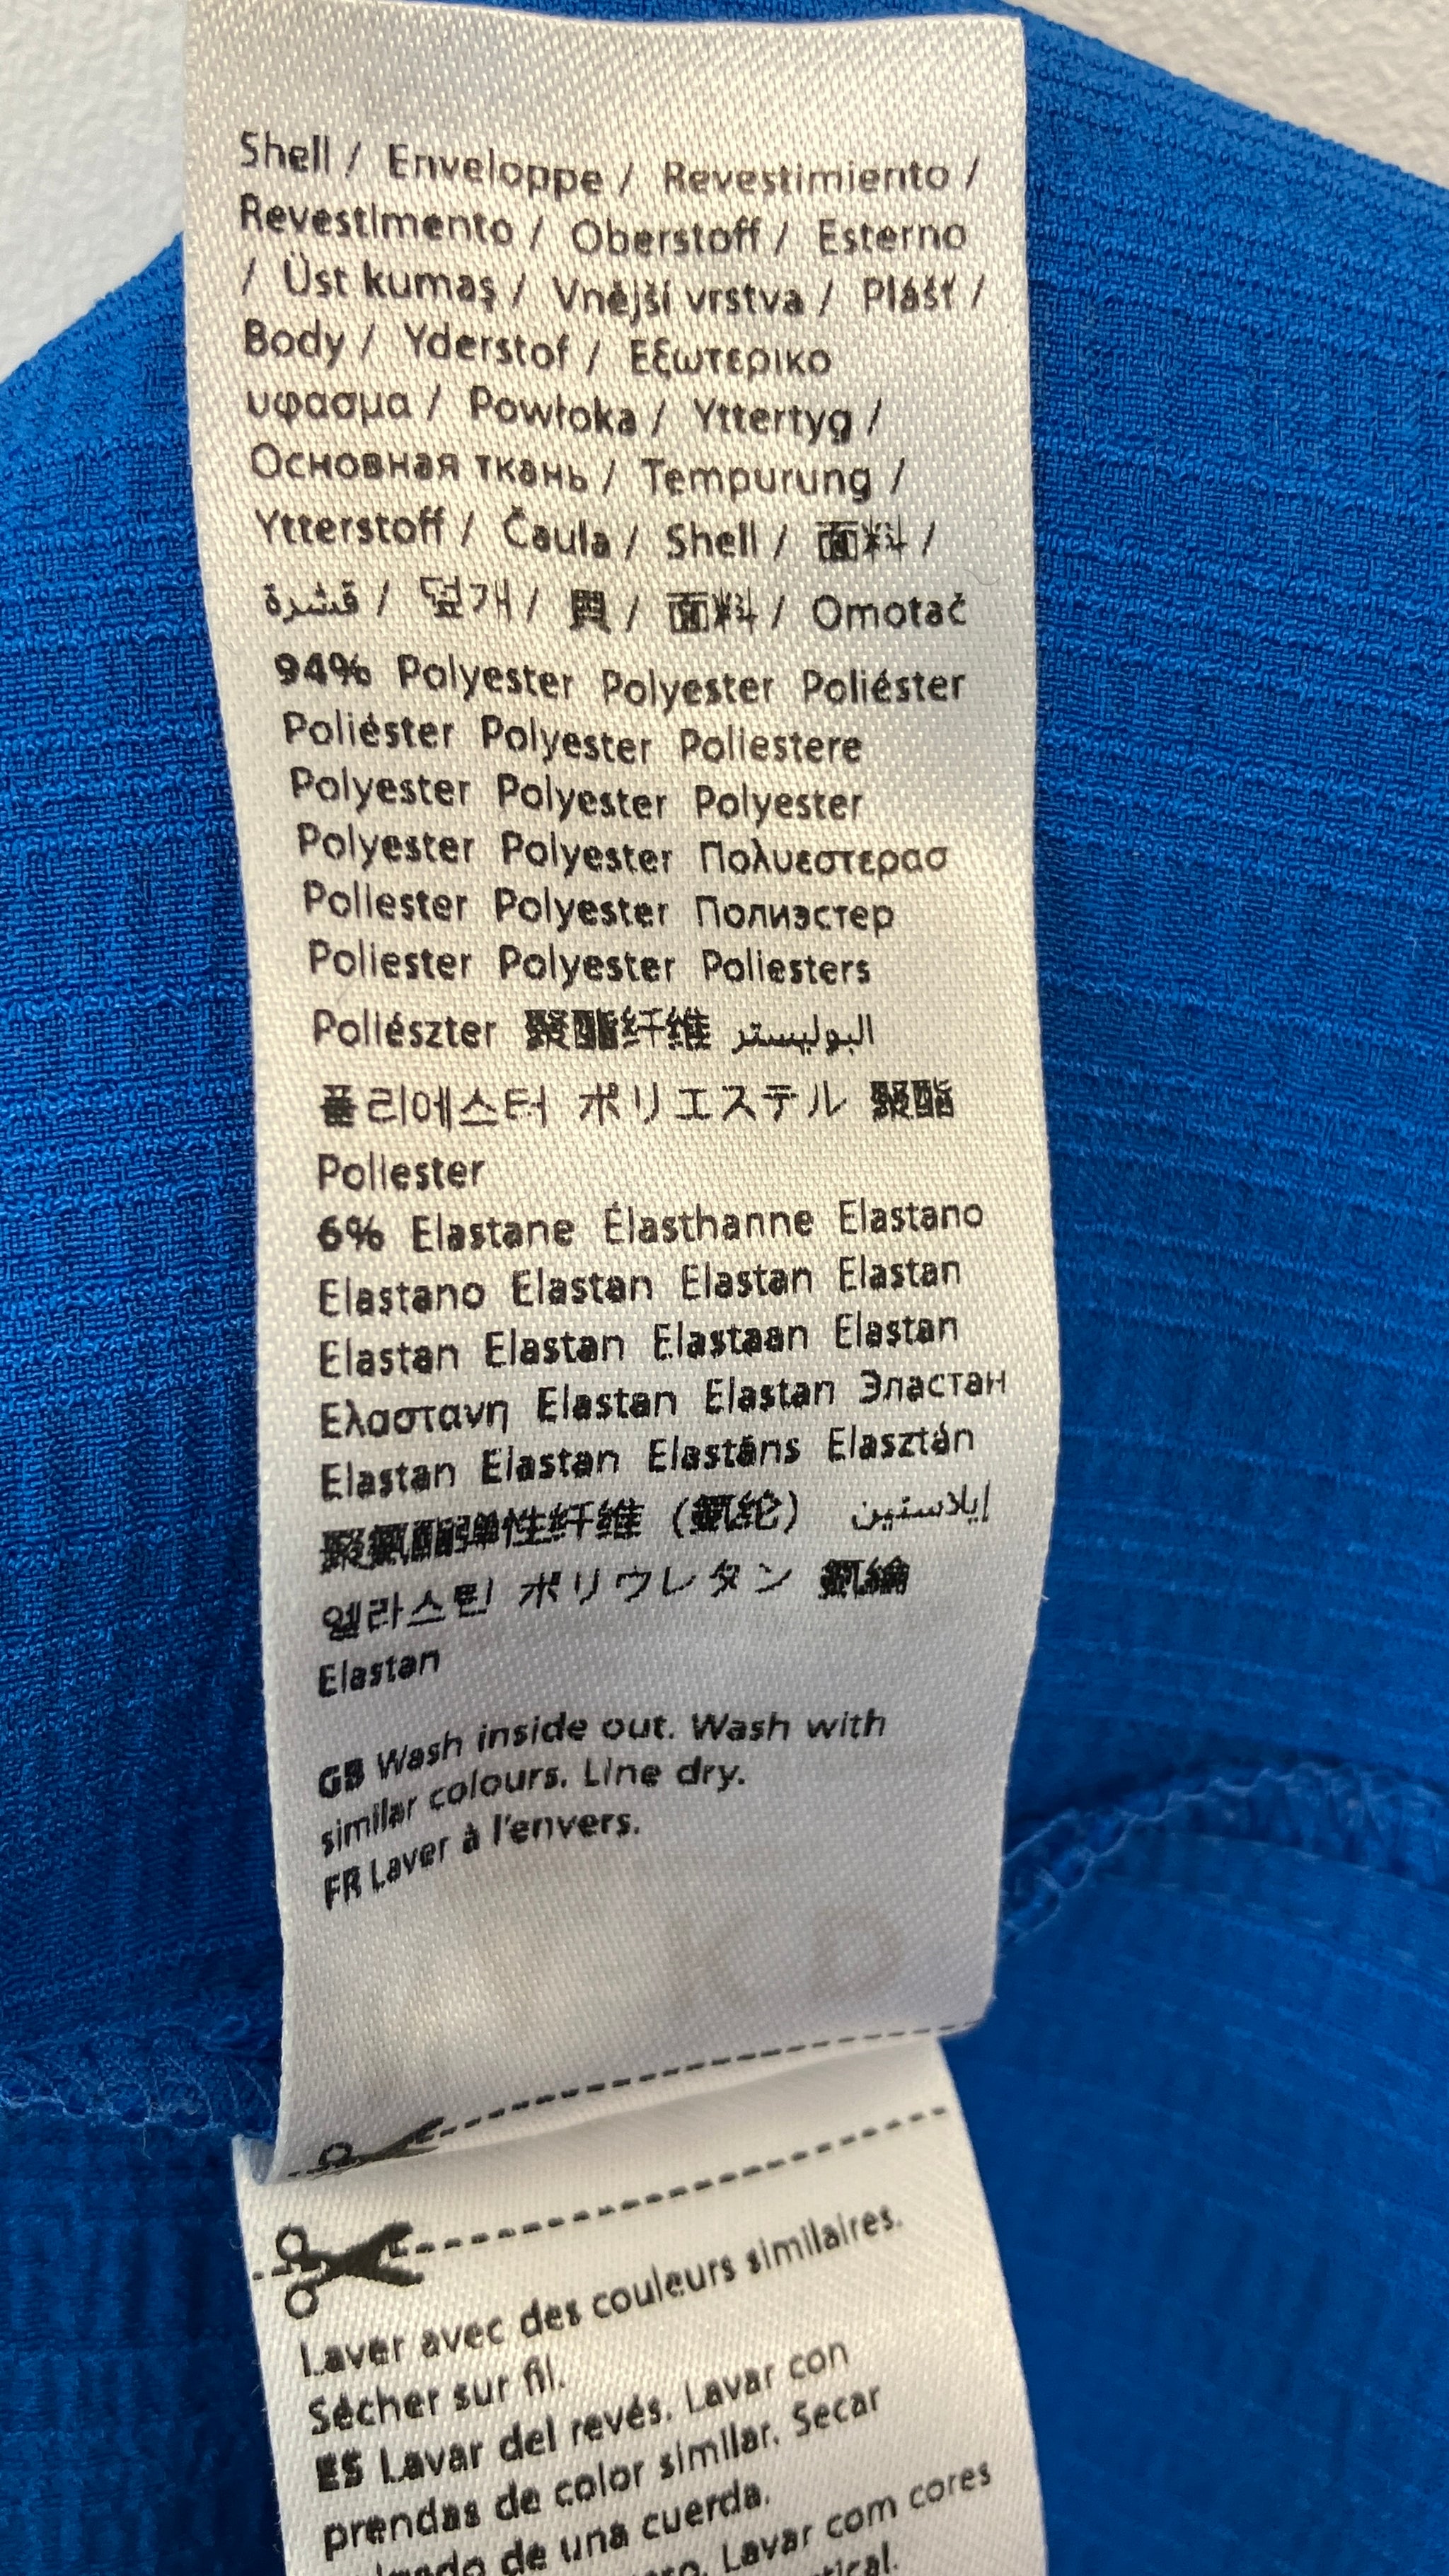 Shell / Enveloppe / Revestimiento /
Revestimento / Oberstoff / Esterno
/ Üst kumaş / Vnější vrstva / Plášť /
Body / Yderstof / Εξωτερικο
υφασμα / Powłoka / Yttertyg /
Основная ткань / Tempurung /
Ytterstoff / Čaula / Shell / 面料 /
قشرة / 덮개 / 貝 / 面料 / Omotač
94% Polyester Polyester Poliéster
Poliéster Polyester Poliestere
Polyester Polyester Polyester
Polyester Polyester Πολυεστερασ
Poliester Polyester Полиэстер
Poliester Polyester Poliesters
Poliészter 聚酯纤维 البوليستر
폴리에스터 ポリエステル 聚酯
Poliester
6% Elastane Élasthanne Elastano
Elastano Elastan Elastan Elastan
Elastan Elastan Elastaan Elastan
Ελαστανη Elastan Elastan Эластан
Elastan Elastan Elastāns Elasztán
聚氨酯弹性纤维 (氨纶) إيلاستين
엘라스틴 ポリウレタン 氨綸
Elastan
GB Wash inside out. Wash with
similar colours. Line dry.
FR Laver à l'envers.
Laver avec des couleurs similaires.
Sécher sur fil.
ES Lavar del revés. Lavar con
prendas de color similar. Secar
de una cuerda.
Lavar com cores